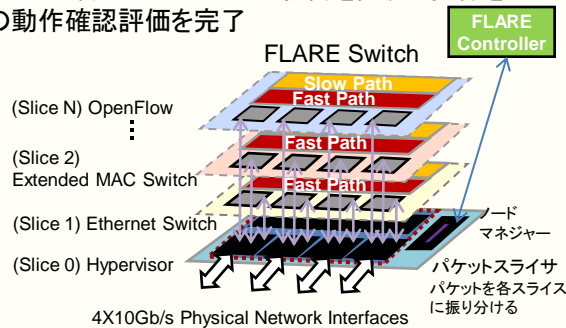 の動作確認評価を完了
FLARE
Controller
FLARE Switch
Slow Path
Fast Path
(Slice N) OpenFlow
(Slice 2)
Extended MAC Switch
Fast Path
Fast Path
(Slice 1) Ethernet Switch
ノード
マネジャー
(Slice 0) Hypervisor
パケットスライサ
パケットを各スライス
に振り分ける
4X10Gb/s Physical Network Interfaces